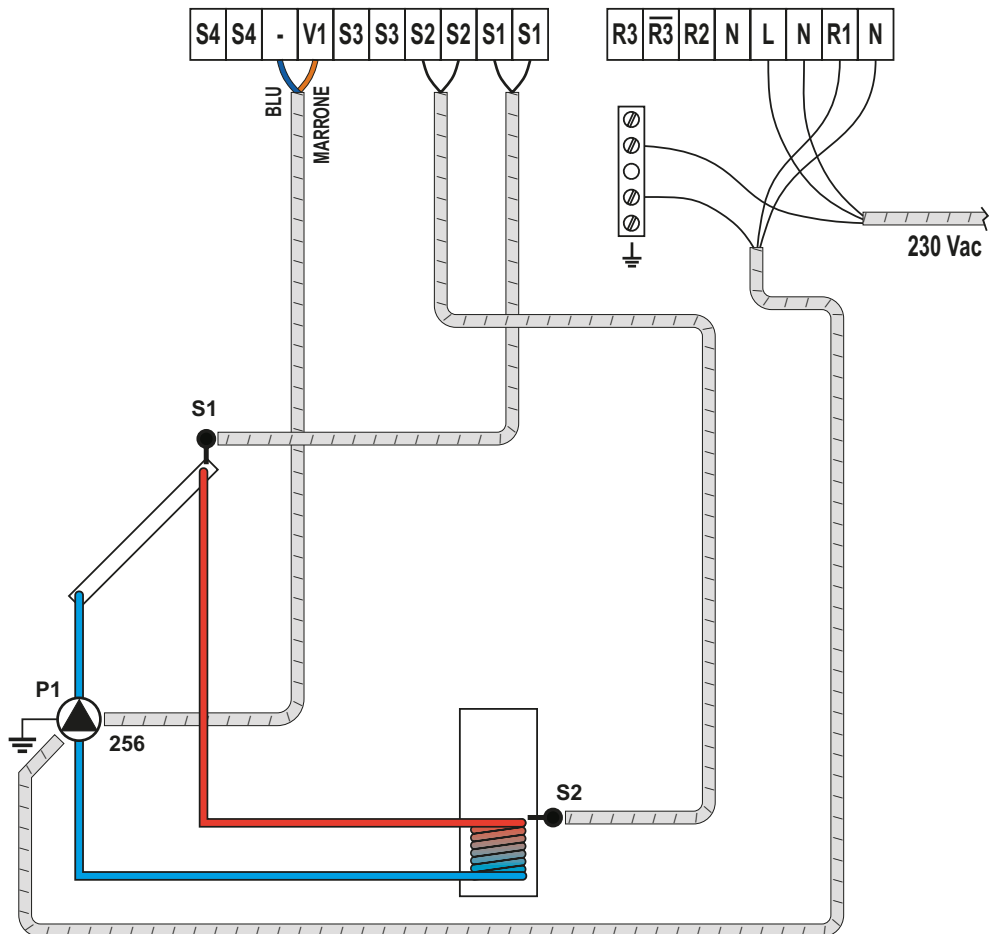 S4 S4 - V1 S3 S3 S2 S2 S1 S1
R3 R̅3̅ R2 N L N R1 N
BLU
MARRONE
230 Vac
S1
P1
256
S2